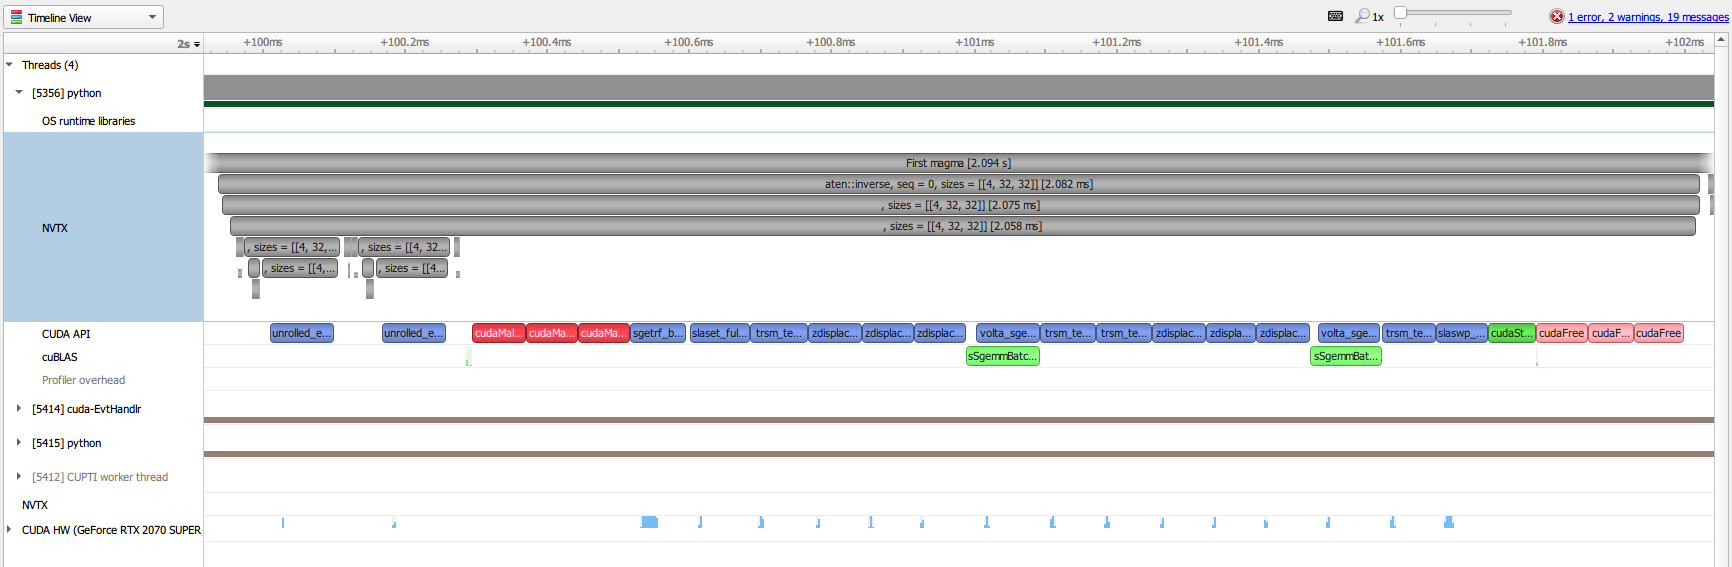 Timeline View
1x
1 error, 2 warnings, 19 messages
2s
+100ms +100.2ms +100.4ms +100.6ms +100.8ms +101ms +101.2ms +101.4ms +101.6ms +101.8ms +102ms
Threads (4)
[5356] python
OS runtime libraries
NVTX
First magma [2.094 s]
aten::inverse, seq = 0, sizes = [[4, 32, 32]] [2.082 ms]
, sizes = [[4, 32, 32]] [2.075 ms]
, sizes = [[4, 32, 32]] [2.058 ms]
, sizes = [[4, 32,... , sizes = [[4, 32...
, sizes = [[4,... , sizes = [[4...
CUDA API
unrolled_e... unrolled_e... cudaMal... cudaMa... cudaMa... sgetrf_b... slaset_ful... trsm_te... zdisplac... zdisplac... zdisplac... volta_sge... trsm_te... trsm_te... zdisplac... zdispla... zdisplac... volta_sge... trsm_te... slaswp_... cudaSt... cudaFree cudaF... cudaFree
cuBLAS
sSgemmBatc... sSgemmBat...
Profiler overhead
[5414] cuda-EvtHandlr
[5415] python
[5412] CUPTI worker thread
NVTX
CUDA HW (GeForce RTX 2070 SUPER